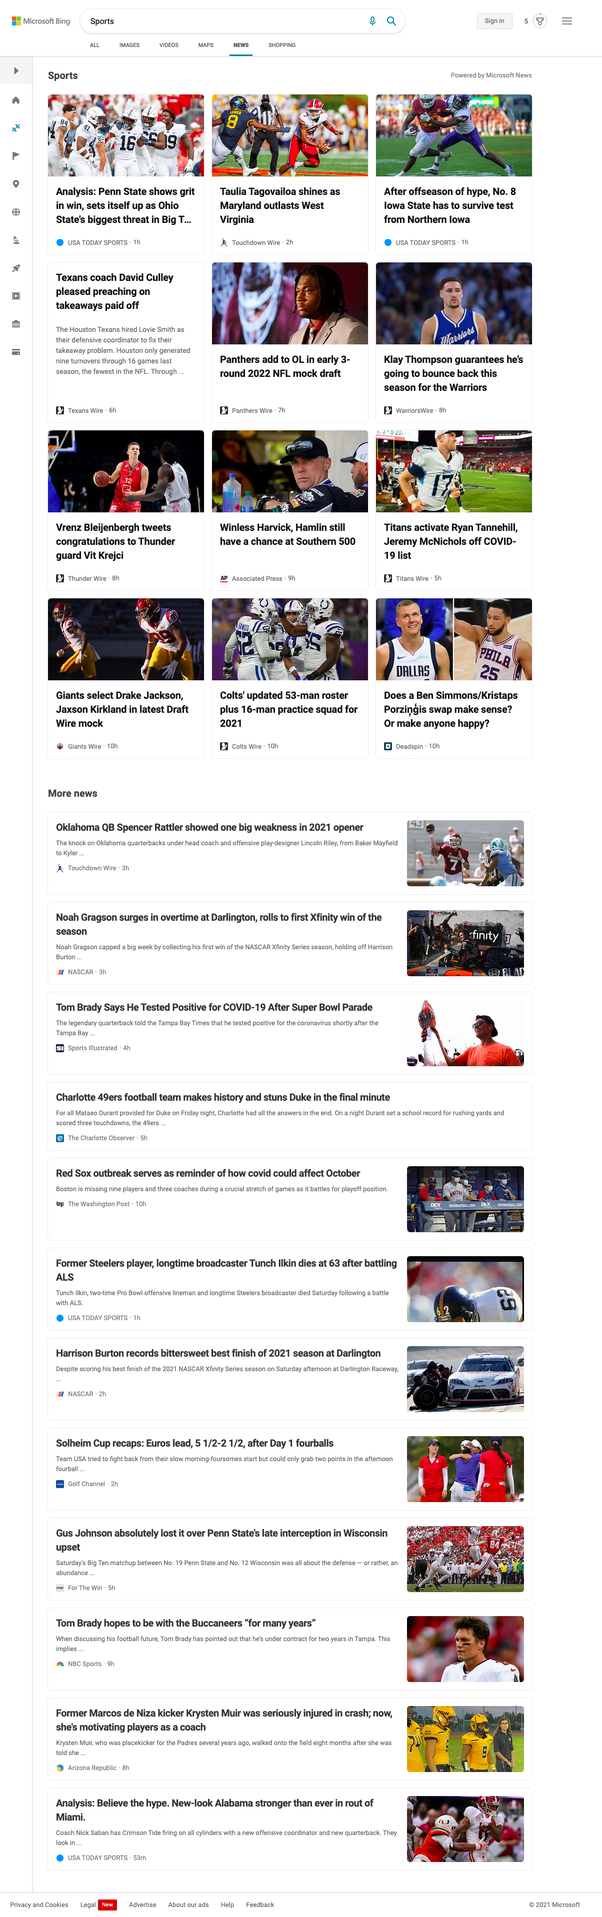 Microsoft Bing
Sports
Sign in
5
ALL IMAGES VIDEOS MAPS NEWS SHOPPING
Sports
Powered by Microsoft News
Analysis: Penn State shows grit
in win, sets itself up as Ohio
State's biggest threat in Big T...
USA TODAY SPORTS · 1h
Taulia Tagovailoa shines as
Maryland outlasts West
Virginia
Touchdown Wire · 2h
After offseason of hype, No. 8
Iowa State has to survive test
from Northern Iowa
USA TODAY SPORTS · 1h
Texans coach David Culley
pleased preaching on
takeaways paid off
The Houston Texans hired Lovie Smith as
their defensive coordinator to fix their
takeaway problem. Houston only generated
nine turnovers through 16 games last
season, the fewest in the NFL. Through ...
Texans Wire · 6h
Panthers add to OL in early 3-
round 2022 NFL mock draft
Panthers Wire · 7h
Warriors
Klay Thompson guarantees he's
going to bounce back this
season for the Warriors
WarriorsWire · 8h
12
Vrenz Bleijenbergh tweets
congratulations to Thunder
guard Vit Krejci
Thunder Wire · 8h
Winless Harvick, Hamlin still
have a chance at Southern 500
AP
Associated Press · 9h
17
Titans activate Ryan Tannehill,
Jeremy McNichols off COVID-
19 list
Titans Wire · 5h
Giants select Drake Jackson,
Jaxson Kirkland in latest Draft
Wire mock
Giants Wire · 10h
Colts' updated 53-man roster
plus 16-man practice squad for
2021
Colts Wire · 10h
DALLAS
PHILA
25
Does a Ben Simmons/Kristaps
Porziņģis swap make sense?
Or make anyone happy?
Deadspin · 10h
More news
Oklahoma QB Spencer Rattler showed one big weakness in 2021 opener
The knock on Oklahoma quarterbacks under head coach and offensive play-designer Lincoln Riley, from Baker Mayfield
to Kyler ...
Touchdown Wire · 3h
7
Noah Gragson surges in overtime at Darlington, rolls to first Xfinity win of the
season
Noah Gragson capped a big week by collecting his first win of the NASCAR Xfinity Series season, holding off Harrison
Burton ...
NASCAR · 3h
xfinity
Tom Brady Says He Tested Positive for COVID-19 After Super Bowl Parade
The legendary quarterback told the Tampa Bay Times that he tested positive for the coronavirus shortly after the
Tampa Bay ...
Sports Illustrated · 4h
Charlotte 49ers football team makes history and stuns Duke in the final minute
For all Mataeo Durant provided for Duke on Friday night, Charlotte had all the answers in the end. On a night Durant set a school record for rushing yards and
scored three touchdowns, the 49ers ...
The Charlotte Observer · 5h
Red Sox outbreak serves as reminder of how covid could affect October
Boston is missing nine players and three coaches during a crucial stretch of games as it battles for playoff position.
wp
The Washington Post · 10h
Former Steelers player, longtime broadcaster Tunch Ilkin dies at 63 after battling
ALS
Tunch Ilkin, two-time Pro Bowl offensive lineman and longtime Steelers broadcaster died Saturday following a battle
with ALS.
USA TODAY SPORTS · 1h
Harrison Burton records bittersweet best finish of 2021 season at Darlington
Despite scoring his best finish of the 2021 NASCAR Xfinity Series season on Saturday afternoon at Darlington Raceway,
...
NASCAR · 2h
Solheim Cup recaps: Euros lead, 5 1/2-2 1/2, after Day 1 fourballs
Team USA tried to fight back from their slow morning-foursomes start but could only grab two points in the afternoon
fourball ...
Golf Channel · 2h
Gus Johnson absolutely lost it over Penn State's late interception in Wisconsin
upset
Saturday's Big Ten matchup between No. 19 Penn State and No. 12 Wisconsin was all about the defense — or rather, an
abundance ...
For The Win · 5h
Tom Brady hopes to be with the Buccaneers “for many years”
When discussing his football future, Tom Brady has pointed out that he's under contract for two years in Tampa. This
implies ...
NBC Sports · 9h
Former Marcos de Niza kicker Krysten Muir was seriously injured in crash; now,
she's motivating players as a coach
Krysten Muir, who was placekicker for the Padres several years ago, walked onto the field eight months after she was
told she ...
Arizona Republic · 8h
Analysis: Believe the hype. New-look Alabama stronger than ever in rout of
Miami.
Coach Nick Saban has Crimson Tide firing on all cylinders with a new offensive coordinator and new quarterback. They
look in ...
USA TODAY SPORTS · 53m
Privacy and Cookies Legal New Advertise About our ads Help Feedback © 2021 Microsoft